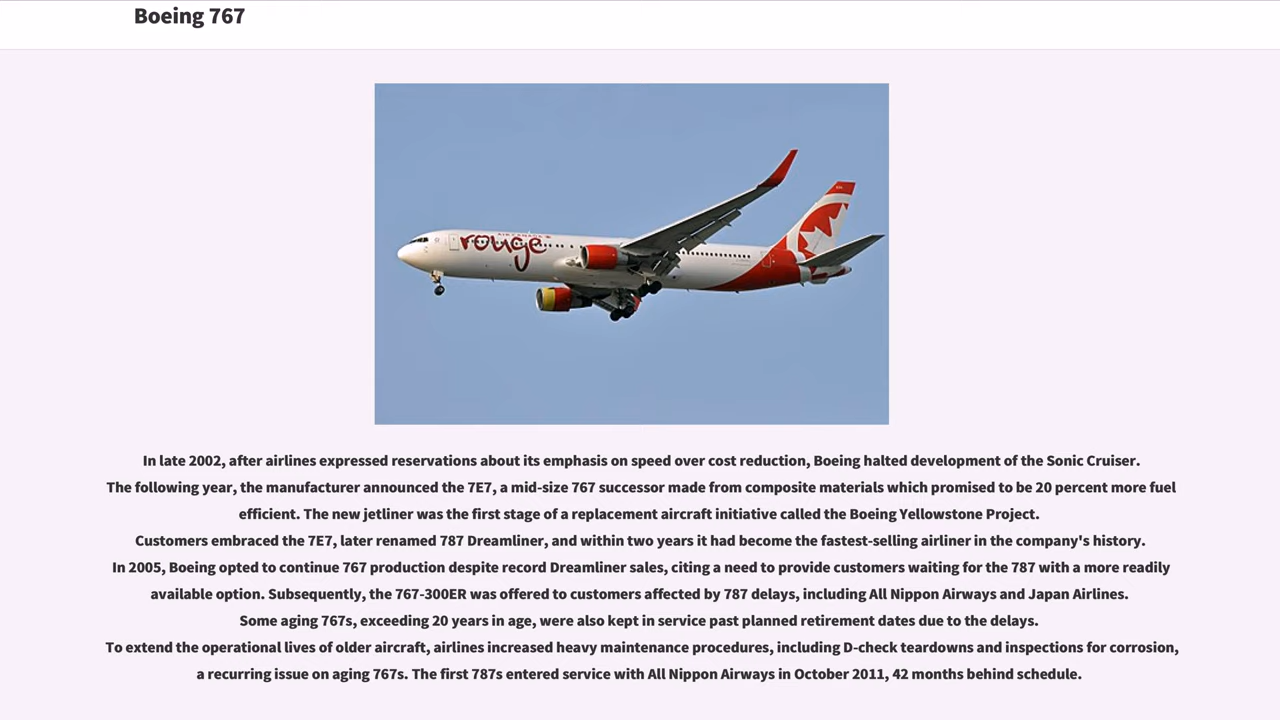 Boeing 767
rouge
In late 2002, after airlines expressed reservations about its emphasis on speed over cost reduction, Boeing halted development of the Sonic Cruiser.
The following year, the manufacturer announced the 7E7, a mid-size 767 successor made from composite materials which promised to be 20 percent more fuel
efficient. The new jetliner was the first stage of a replacement aircraft initiative called the Boeing Yellowstone Project.
Customers embraced the 7E7, later renamed 787 Dreamliner, and within two years it had become the fastest-selling airliner in the company's history.
In 2005, Boeing opted to continue 767 production despite record Dreamliner sales, citing a need to provide customers waiting for the 787 with a more readily
available option. Subsequently, the 767-300ER was offered to customers affected by 787 delays, including All Nippon Airways and Japan Airlines.
Some aging 767s, exceeding 20 years in age, were also kept in service past planned retirement dates due to the delays.
To extend the operational lives of older aircraft, airlines increased heavy maintenance procedures, including D-check teardowns and inspections for corrosion,
a recurring issue on aging 767s. The first 787s entered service with All Nippon Airways in October 2011, 42 months behind schedule.